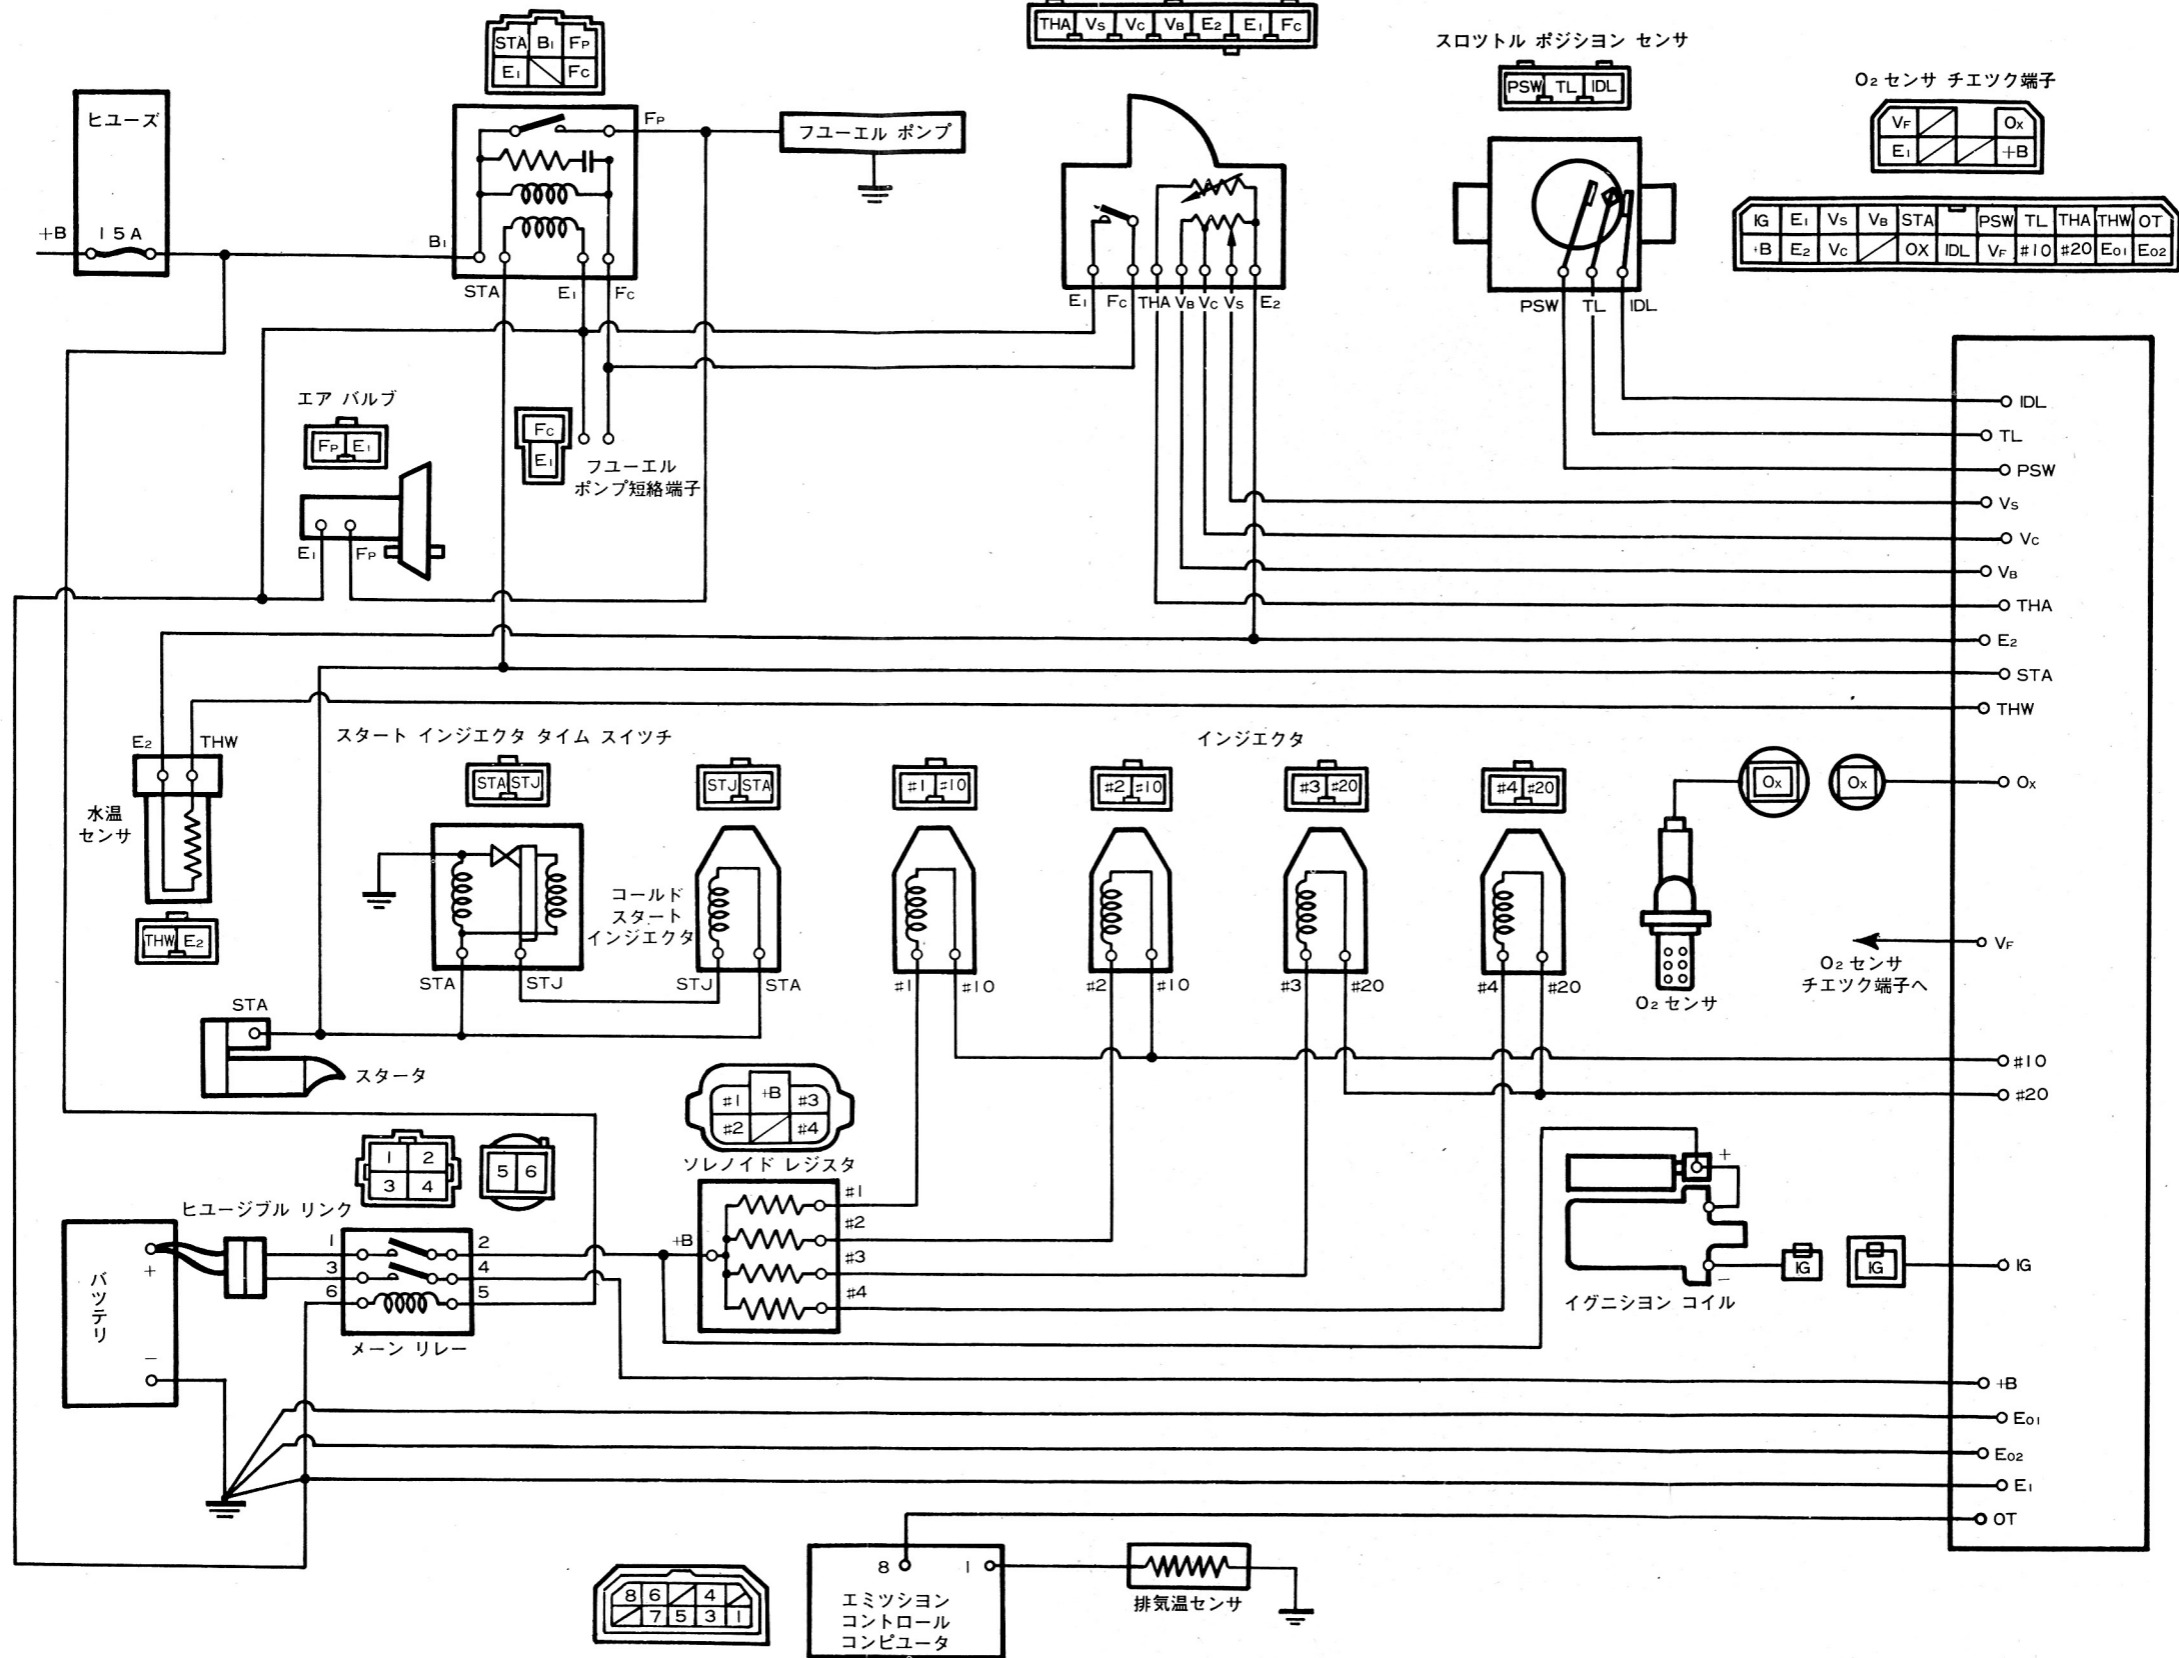 STA B1 FP
E1 FC
THA VS VC VB E2 E1 FC
スロツトル ポジシヨン センサ
PSW TL IDL
O2 センサ チエツク端子
VF OX
E1 +B
ヒユーズ
+B 15A
B1
FP
フユーエル ポンプ
STA E1 FC
E1 FC THA VB VC VS E2
PSW TL IDL
IG E1 VS VB STA PSW TL THA THW OT
+B E2 VC OX IDL VF #10 #20 E01 E02
エア バルブ
FP E1
E1 FP
FC
E1
フユーエル
ポンプ短絡端子
IDL
TL
PSW
VS
VC
VB
THA
E2
STA
THW
E2 THW
水温
センサ
THW E2
スタート インジエクタ タイム スイツチ
STA STJ
STA STJ
STJ STA
コールド
スタート
インジエクタ
STJ STA
インジエクタ
#1 #10
#2 #10
#3 #20
#4 #20
#1 #10
#2 #10
#3 #20
#4 #20
OX
OX
OX
O2 センサ
VF
O2 センサ
チエツク端子へ
STA
スタータ
#10
#20
#1 +B #3
#2 #4
ソレノイド レジスタ
+B
#1
#2
#3
#4
1 2
3 4
5 6
ヒユージブル リンク
バツテリ
+
−
1 2
3 4
6 5
メーン リレー
+
−
イグニシヨン コイル
IG
IG
IG
+B
E01
E02
E1
OT
8 6 4
7 5 3 1
8 1
エミツシヨン
コントロール
コンピユータ
排気温センサ